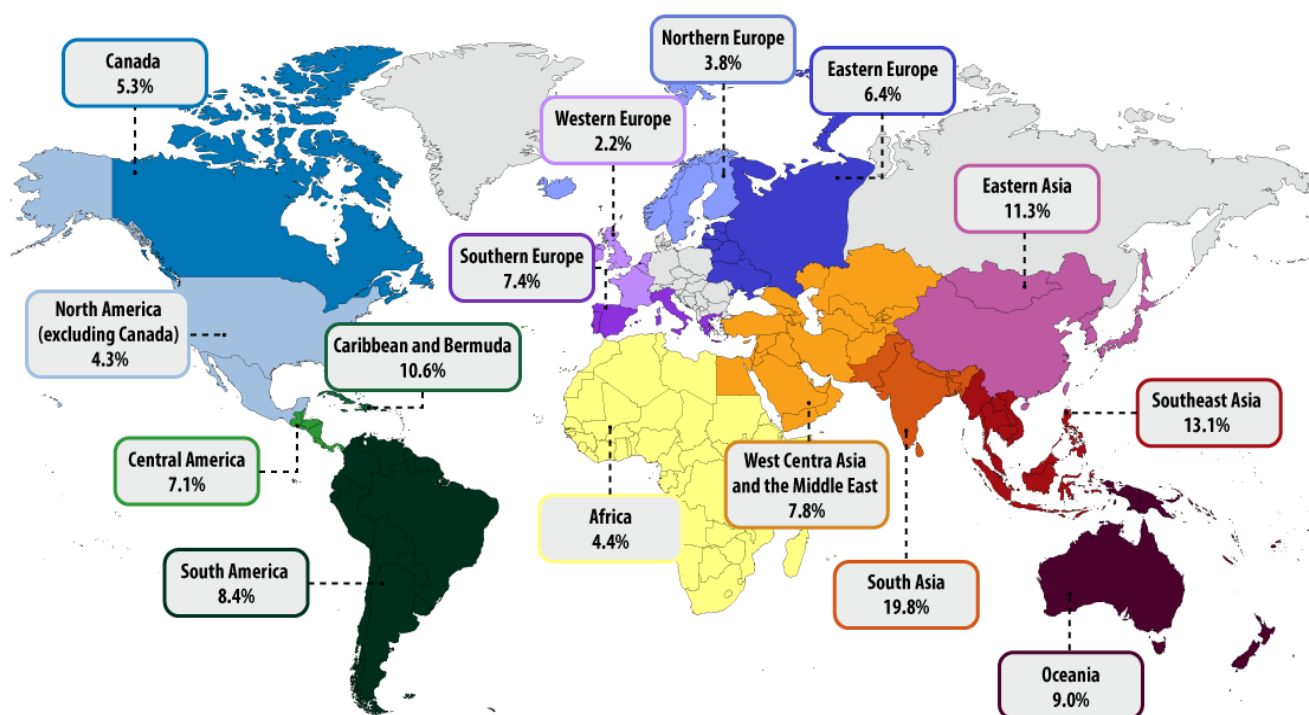 Canada
5.3%
Northern Europe
3.8%
Eastern Europe
6.4%
Western Europe
2.2%
Eastern Asia
11.3%
Southern Europe
7.4%
North America
(excluding Canada)
4.3%
Caribbean and Bermuda
10.6%
Southeast Asia
13.1%
Central America
7.1%
West Centra Asia
and the Middle East
7.8%
Africa
4.4%
South America
8.4%
South Asia
19.8%
Oceania
9.0%